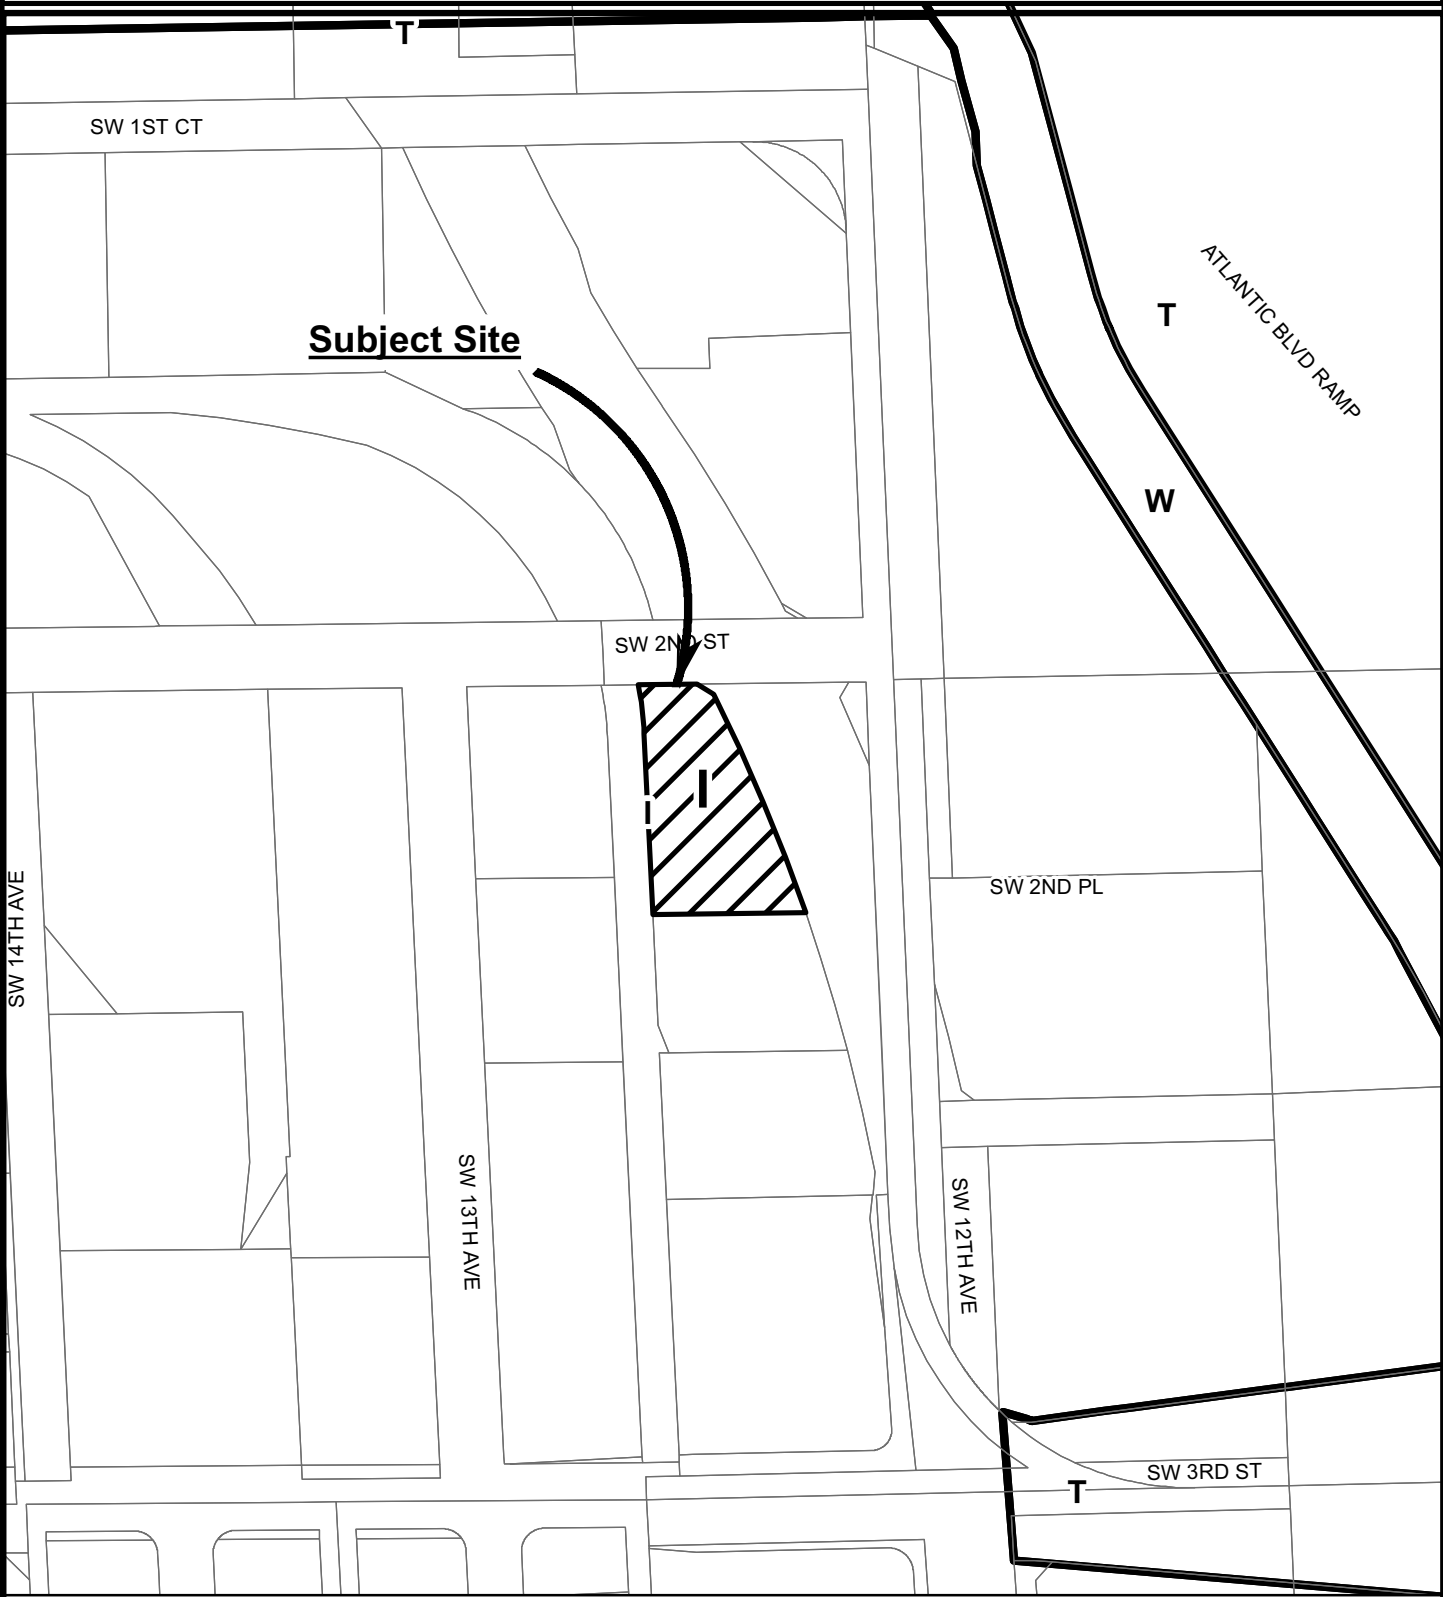 T
SW 1ST CT
Subject Site
T
ATLANTIC BLVD RAMP
W
SW 2ND ST
I
SW 2ND PL
SW 14TH AVE
SW 13TH AVE
SW 12TH AVE
SW 3RD ST
T